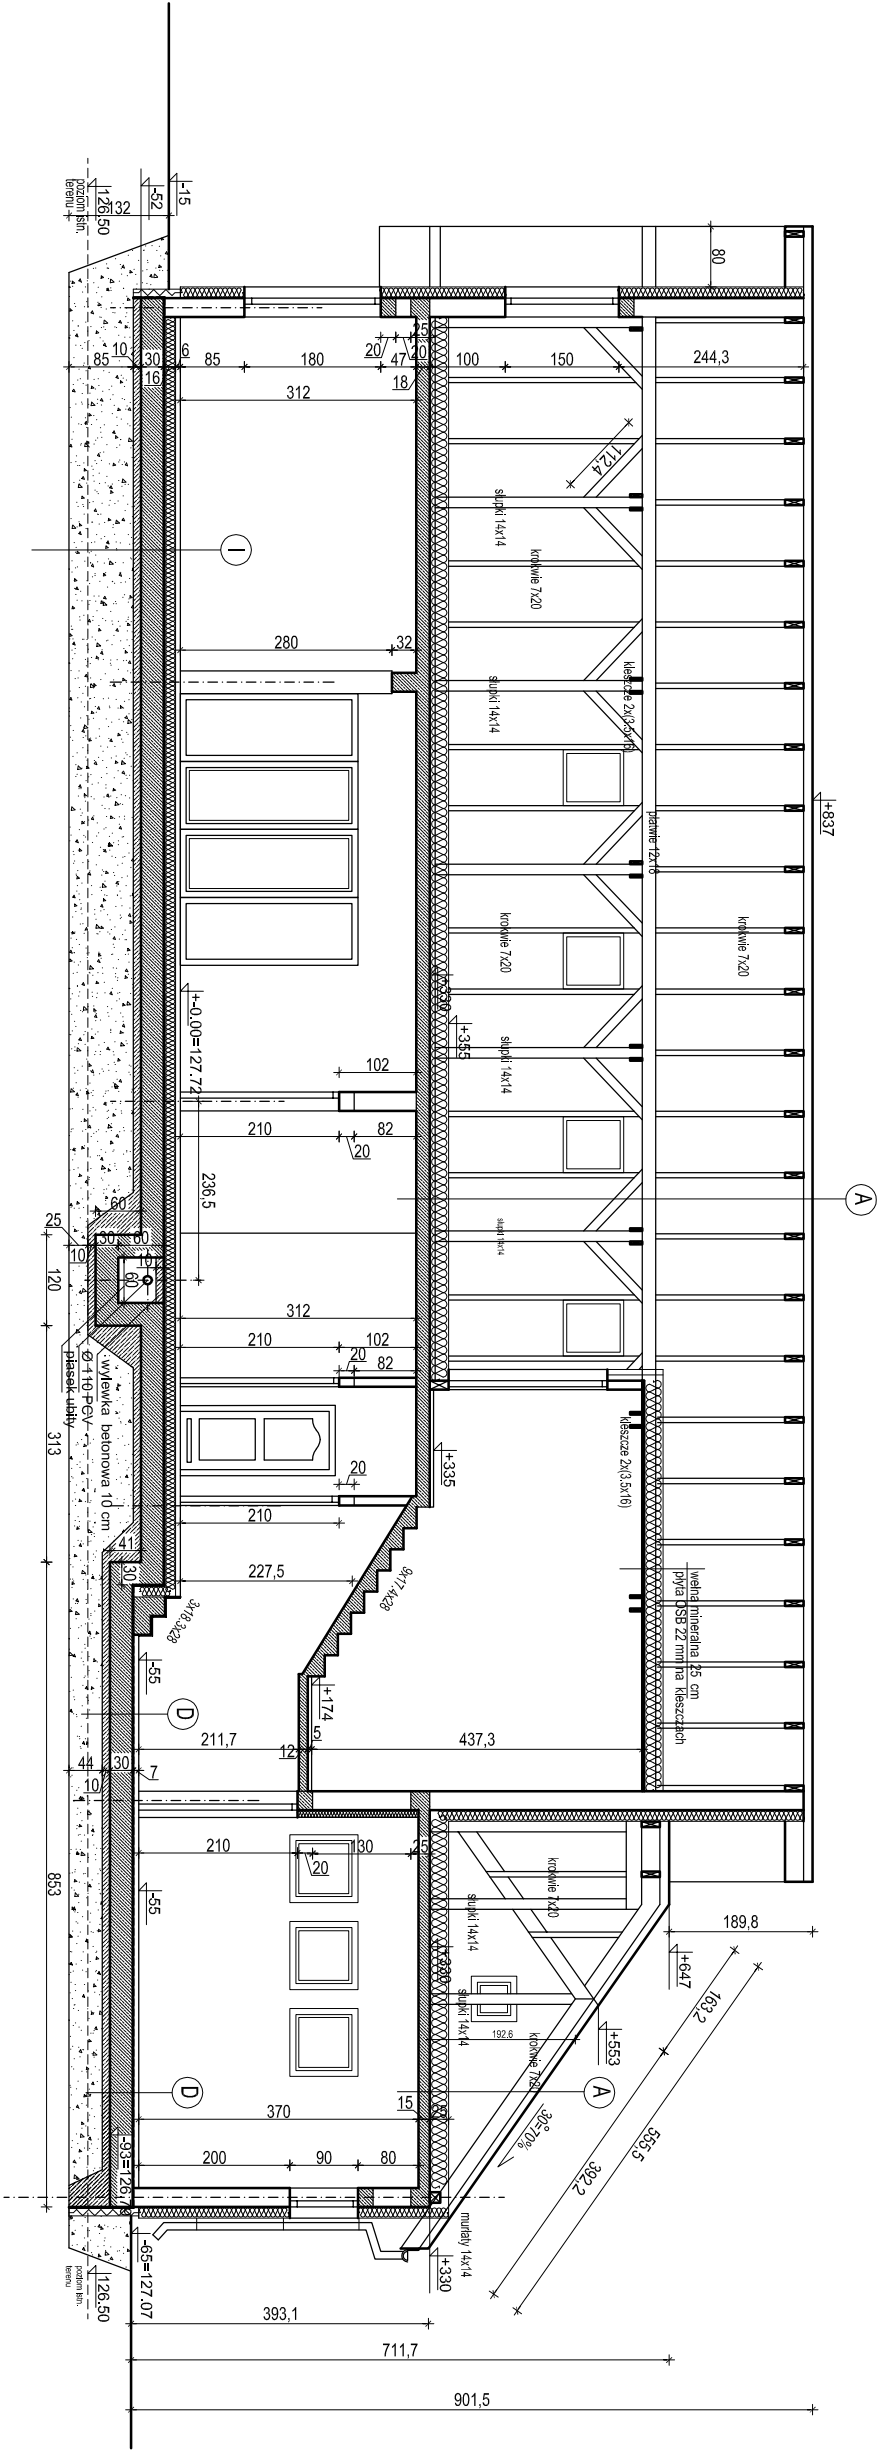 +837
A
80
244,3
150
100
25
20
20
47
18
180
85
6
16
30
10
85
312
-15
-52
132
126.50
poziom istn.
terenu
112,4
słupki 14x14
krokwie 7x20
kleszcze 2x(3.5x16)
słupki 14x14
płatwie 12x18
krokwie 7x20
krokwie 7x20
słupki 14x14
słupki 14x14
+330
+355
I
280
32
+-0.00=127.72
102
210
82
20
236,5
60
25
30
60
10
10
60
120
312
210
102
20
82
wylewka betonowa 10 cm
Ø 110 PCV
piasek ubity
313
20
210
+335
kleszcze 2x(3.5x16)
227,5
9x17.4x28
3x18.3x28
41
30
wełna mineralna 25 cm
płyta OSB 22 mm na kleszczach
-55
+174
D
211,7
12
5
437,3
44
30
10
7
210
20
130
25
-55
853
krokwie 7x20
słupki 14x14
+330
słupki 14x14
192.6
krokwie 7x20
189,8
+647
+553
163,2
555,5
392,2
A
30°=70%
D
370
15
25
200
90
80
murłaty 14x14
+330
-65=127.07
126.50
poziom istn.
terenu
393,1
711,7
901,5